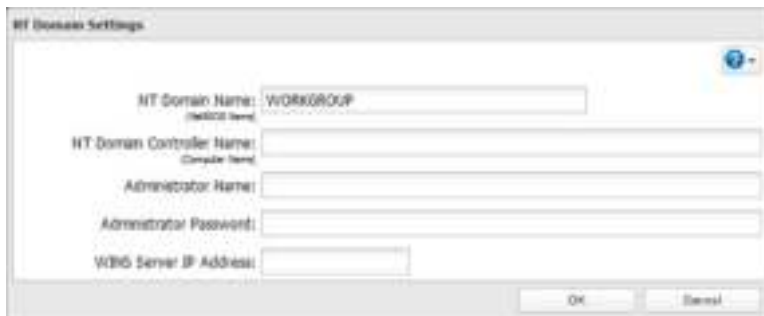 NT Domain Settings
NT Domain Name: WORKGROUP
(NetBIOS Name)
NT Domain Controller Name:
(Computer Name)
Administrator Name:
Administrator Password:
WINS Server IP Address:
OK Cancel